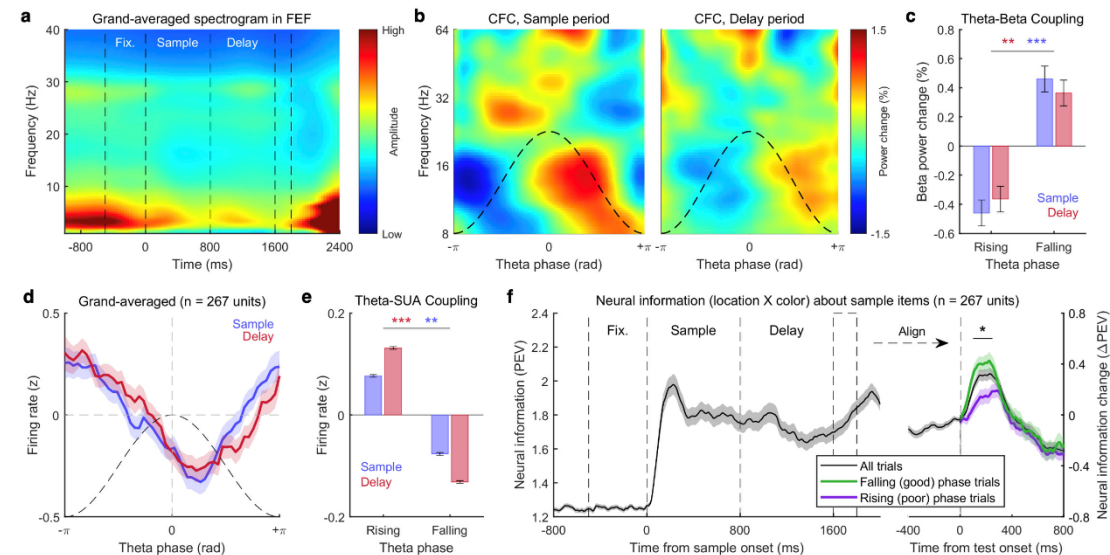 a
Grand-averaged spectrogram in FEF
Fix.
Sample
Delay
40
30
20
10
0
Frequency (Hz)
-800
0
800
1600
2400
Time (ms)
High
Amplitude
Low
b
CFC, Sample period
CFC, Delay period
64
32
16
8
Frequency (Hz)
-π
0
+π
Theta phase (rad)
-π
0
+π
Theta phase (rad)
1.5
Power change (%)
-1.5
c
Theta-Beta Coupling
** ***
0.6
0.4
0.2
0
-0.2
-0.4
-0.6
Beta power change (%)
Sample
Delay
Rising Falling
Theta phase
d
Grand-averaged (n = 267 units)
Sample
Delay
0.5
0
-0.5
Firing rate (z)
-π
0
+π
Theta phase (rad)
e
Theta-SUA Coupling
*** **
0.2
0
-0.2
Firing rate (z)
Sample
Delay
Rising Falling
Theta phase
f
Neural information (location X color) about sample items (n = 267 units)
Fix.
Sample
Delay
Align
*
2.4
2.2
2.0
1.8
1.6
1.4
1.2
Neural information (PEV)
-800
0
800
1600
Time from sample onset (ms)
All trials
Falling (good) phase trials
Rising (poor) phase trials
-400
0
400
800
Time from test onset (ms)
0.8
0.4
0
-0.4
-0.8
Neural information change (ΔPEV)